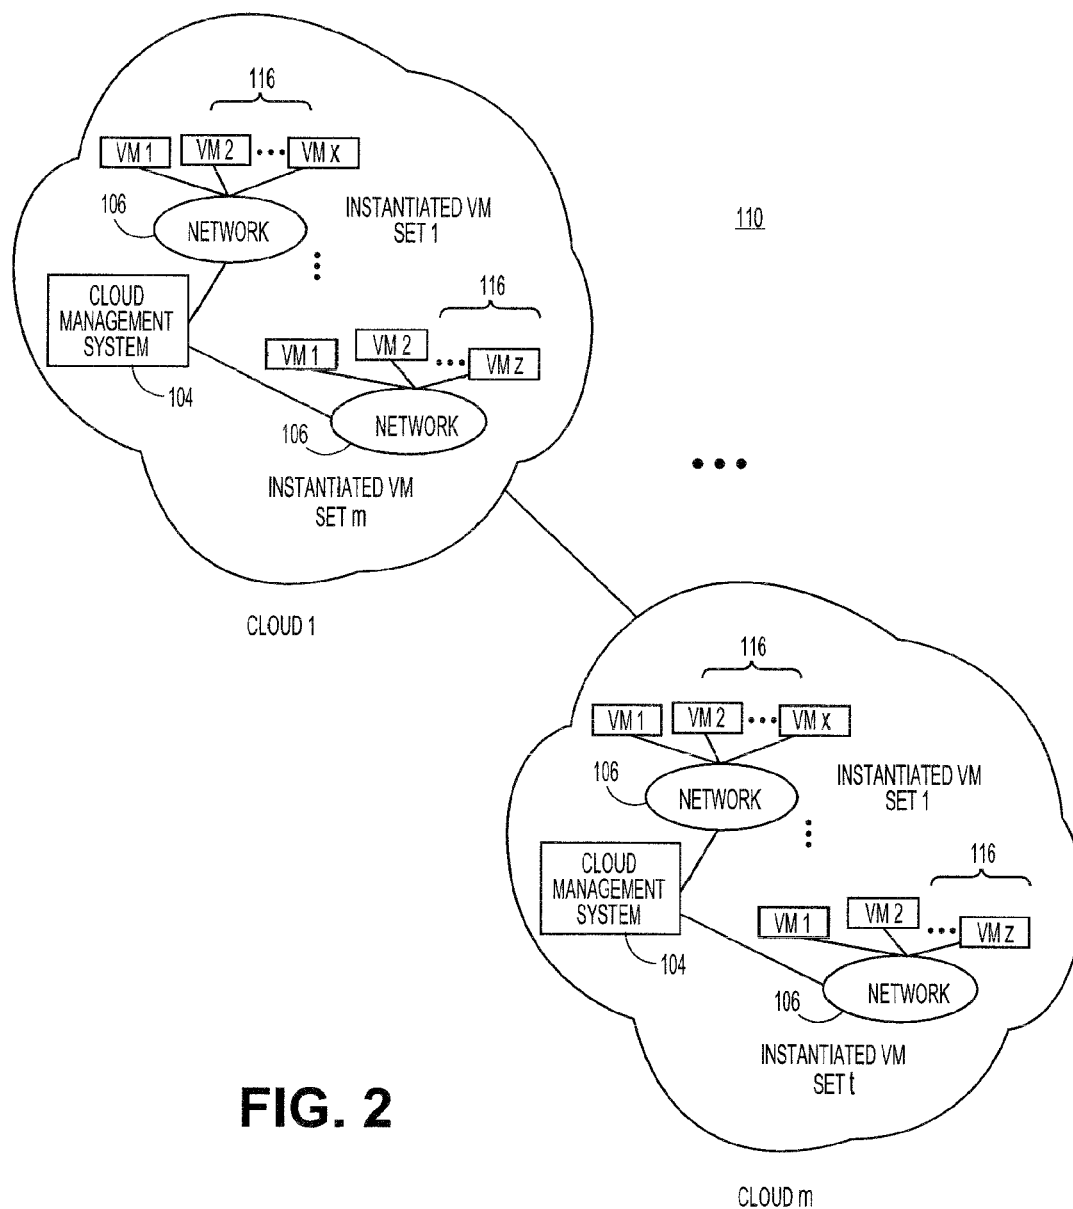 116
VM 1
VM 2
VM x
106
NETWORK
INSTANTIATED VM
SET 1
110
CLOUD
MANAGEMENT
SYSTEM
104
116
VM 1
VM 2
VM z
106
NETWORK
INSTANTIATED VM
SET m
CLOUD 1
116
VM 1
VM 2
VM x
106
NETWORK
INSTANTIATED VM
SET 1
CLOUD
MANAGEMENT
SYSTEM
104
116
VM 1
VM 2
VM z
106
NETWORK
INSTANTIATED VM
SET t
FIG. 2
CLOUD m